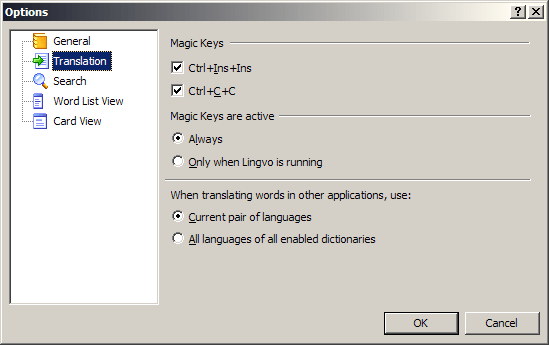 Options
General
Translation
Search
Word List View
Card View
Magic Keys
Ctrl+Ins+Ins
Ctrl+C+C
Magic Keys are active
Always
Only when Lingvo is running
When translating words in other applications, use:
Current pair of languages
All languages of all enabled dictionaries
OK
Cancel